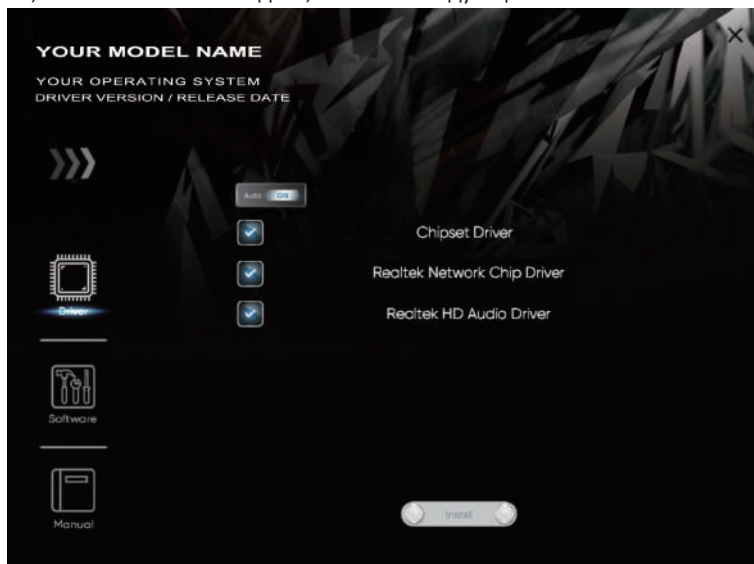 YOUR MODEL NAME
YOUR OPERATING SYSTEM
DRIVER VERSION / RELEASE DATE
Auto ON
Chipset Driver
Realtek Network Chip Driver
Realtek HD Audio Driver
Driver
Software
Manual
Install